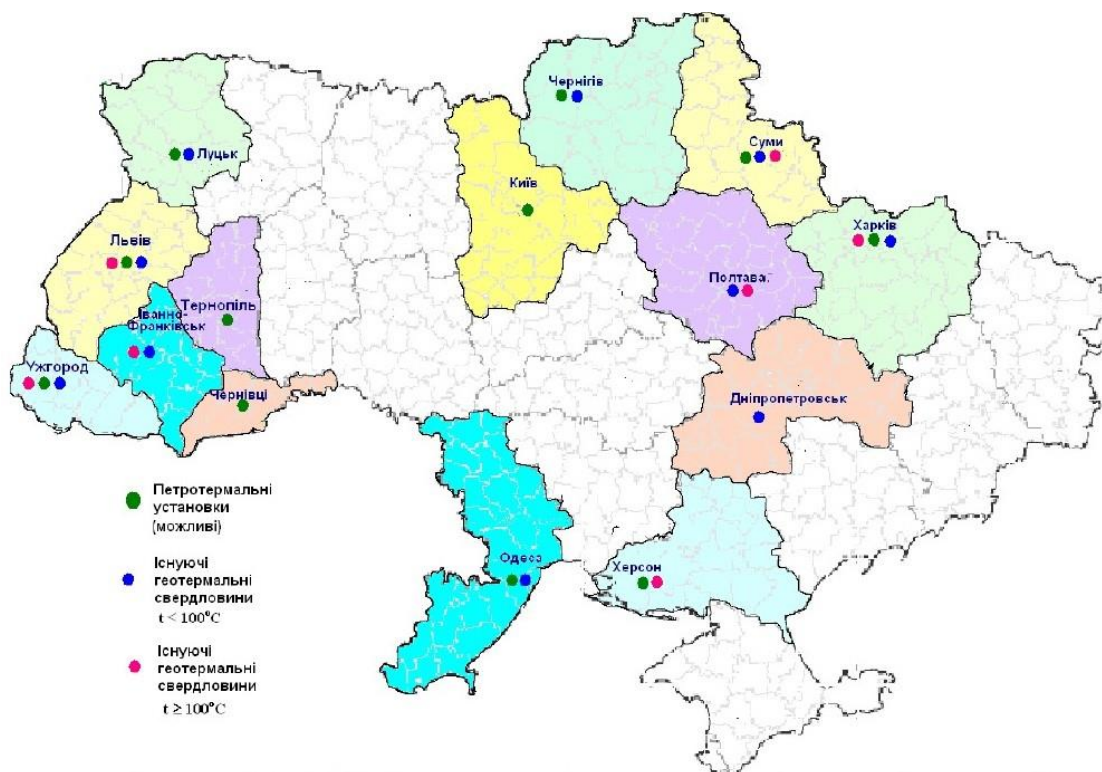 Чернігів
Суми
Луцьк
Київ
Харків
Львів
Полтава.
Тернопіль
Іванно-
Франківськ
Ужгород
Чернівці
Дніпропетровськ
Одеса
Херсон
Петротермальні
установки
(можливі)
Існуючі
геотермальні
свердловини
t < 100°C
Існуючі
геотермальні
свердловини
t ≥ 100°C